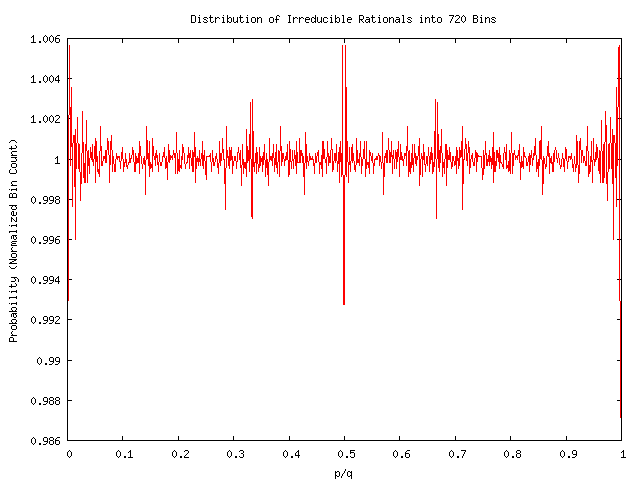 Distribution of Irreducible Rationals into 720 Bins
Probability (Normalized Bin Count)
1.006
1.004
1.002
1
0.998
0.996
0.994
0.992
0.99
0.988
0.986
0 0.1 0.2 0.3 0.4 0.5 0.6 0.7 0.8 0.9 1
p/q